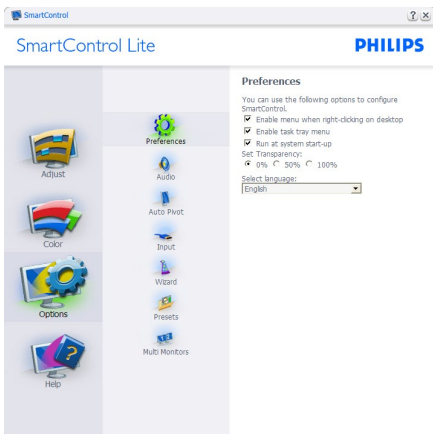 SmartControl
SmartControl Lite
PHILIPS
Adjust
Color
Options
Help
Preferences
Audio
Auto Pivot
Input
Wizard
Presets
Multi Monitors
Preferences
You can use the following options to configure
SmartControl.
Enable menu when right-clicking on desktop
Enable task tray menu
Run at system start-up
Set Transparency:
0% 50% 100%
Select language:
English